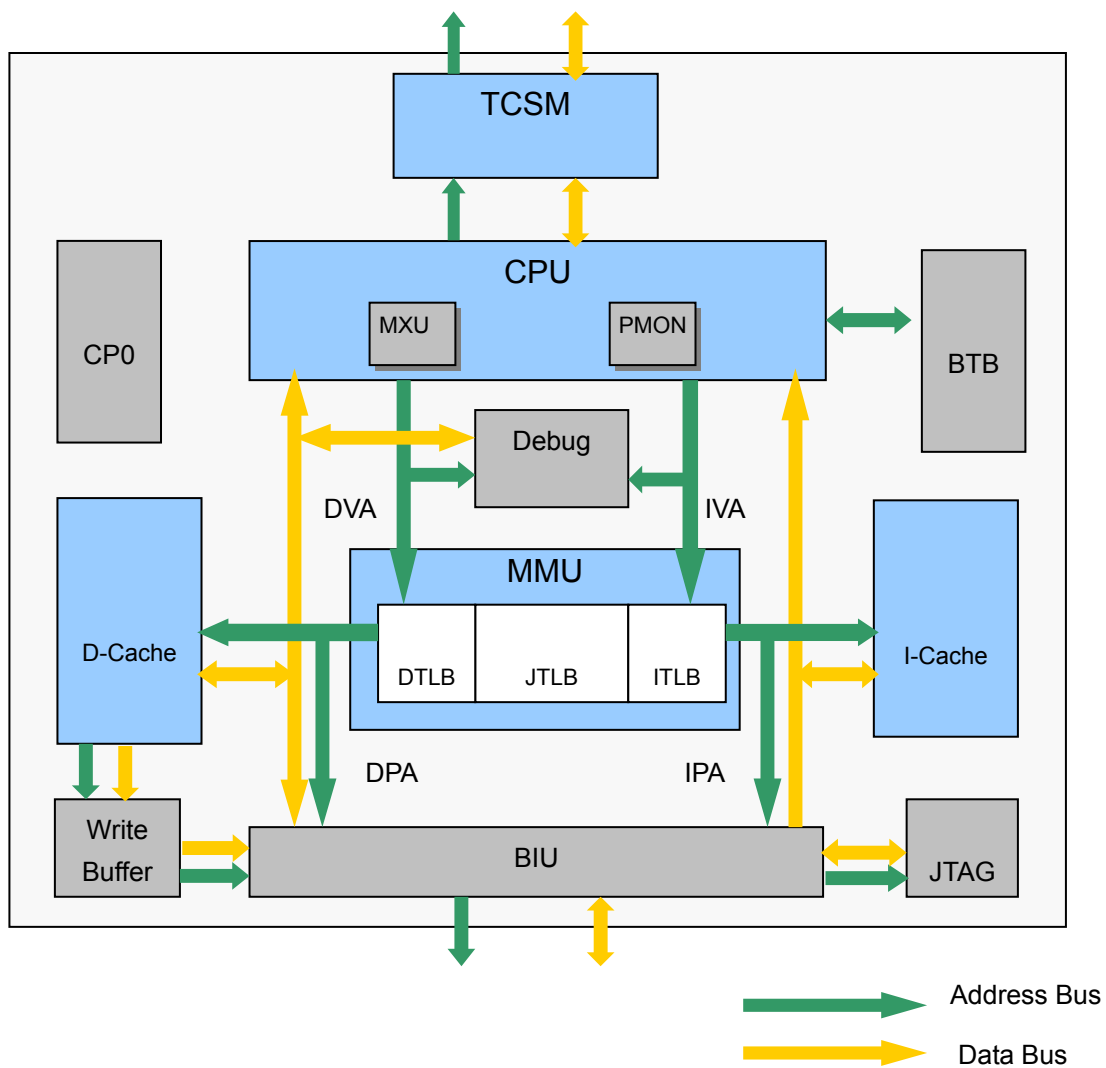 TCSM
CPU
MXU
PMON
CP0
BTB
Debug
DVA
IVA
MMU
D-Cache
DTLB
JTLB
ITLB
I-Cache
DPA
IPA
Write
Buffer
BIU
JTAG
Address Bus
Data Bus